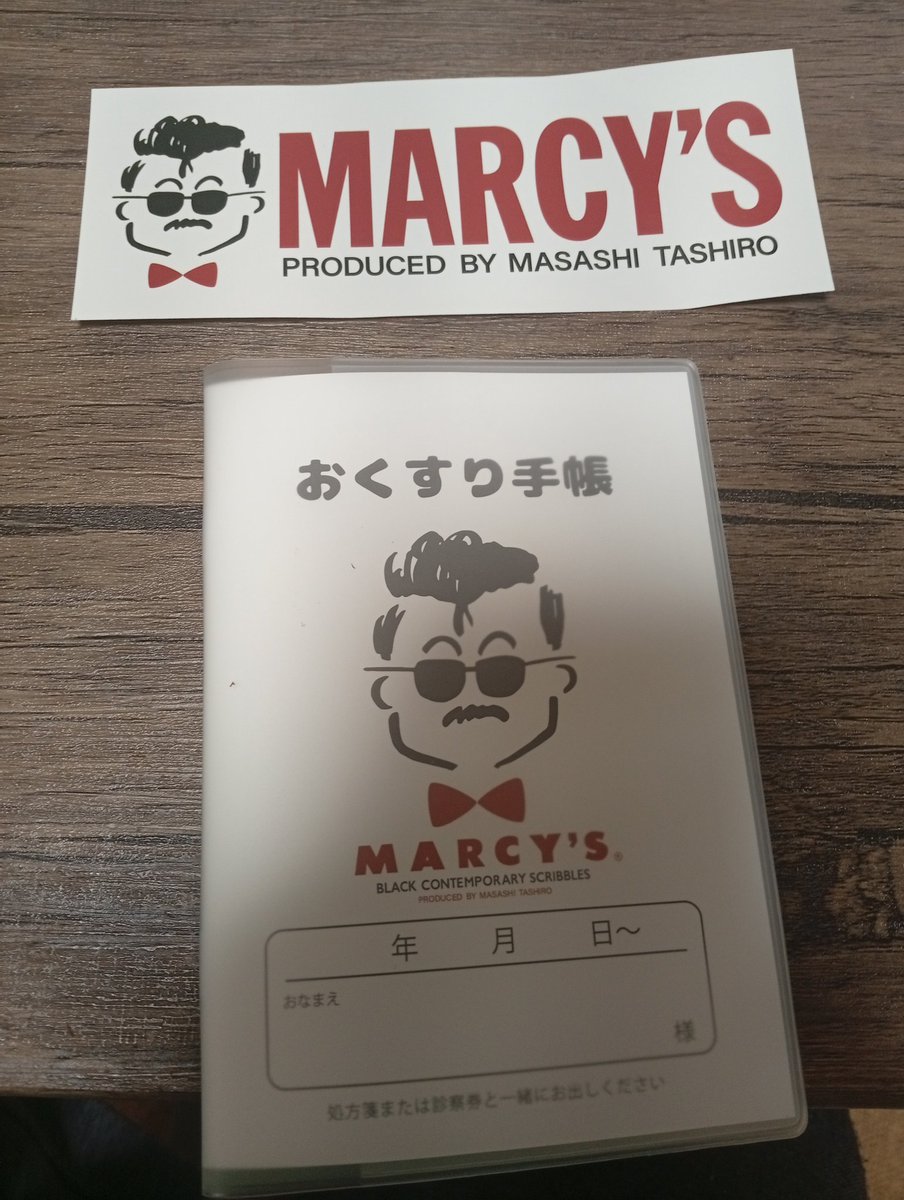 MARCY'S
PRODUCED BY MASASHI TASHIRO
おくすり手帳
MARCY'S®
BLACK CONTEMPORARY SCRIBBLES
PRODUCED BY MASASHI TASHIRO
年 月 日～
おなまえ
様
処方箋または診察券と一緒にお出しください